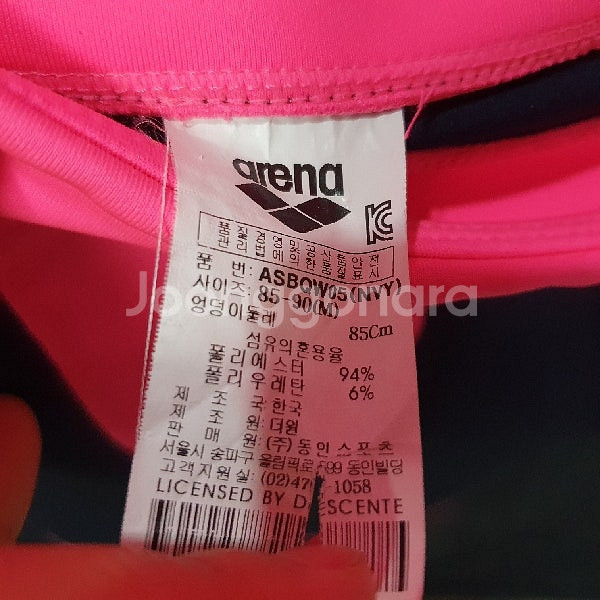 arena
품질경영및공산품안전
관리법에의한품질표시
품 번: ASBQW05(NVY)
사이즈: 85-90(M)
엉덩이둘레 85Cm
섬유의혼용율
폴리에스터 94%
폴리우레탄 6%
제 조 국:한국
제 조 원:더원
판 매 원:(주)동인스포츠
서울시 송파구 올림픽로 699 동인빌딩
고객지원실: (02)47 1058
LICENSED BY D SCENTE
Joonggonara